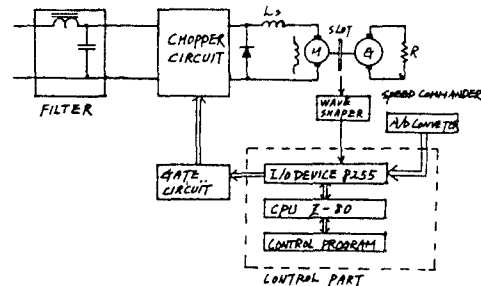 Ls
CHOPPER
CIRCUIT
SLOT
M
G
R
FILTER
WAVE
SHAPER
SPEED COMMANDER
A/D CONVETER
GATE
CIRCUIT
I/O DEVICE 8255
CPU Z-80
CONTROL PROGRAM
CONTROL PART